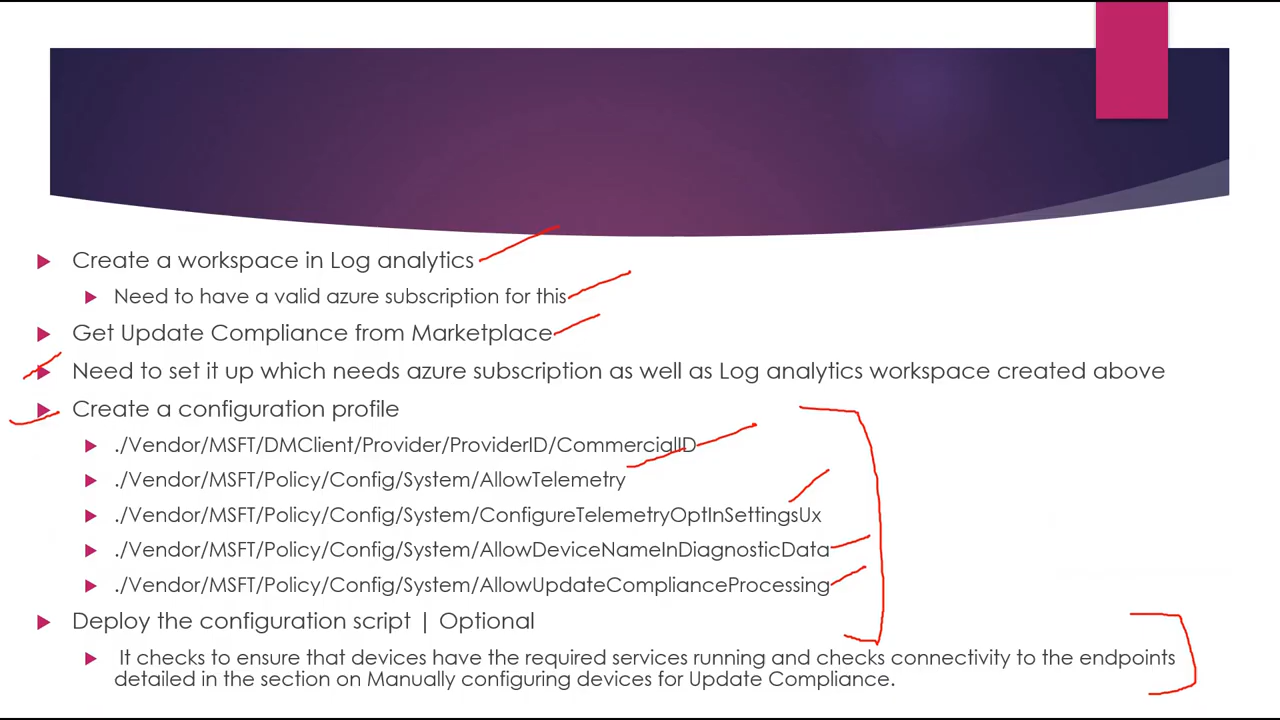 Create a workspace in Log analytics
Need to have a valid azure subscription for this
Get Update Compliance from Marketplace
Need to set it up which needs azure subscription as well as Log analytics workspace created above
Create a configuration profile
./Vendor/MSFT/DMClient/Provider/ProviderID/CommercialID
./Vendor/MSFT/Policy/Config/System/AllowTelemetry
./Vendor/MSFT/Policy/Config/System/ConfigureTelemetryOptInSettingsUx
./Vendor/MSFT/Policy/Config/System/AllowDeviceNameInDiagnosticData
./Vendor/MSFT/Policy/Config/System/AllowUpdateComplianceProcessing
Deploy the configuration script | Optional
It checks to ensure that devices have the required services running and checks connectivity to the endpoints
detailed in the section on Manually configuring devices for Update Compliance.